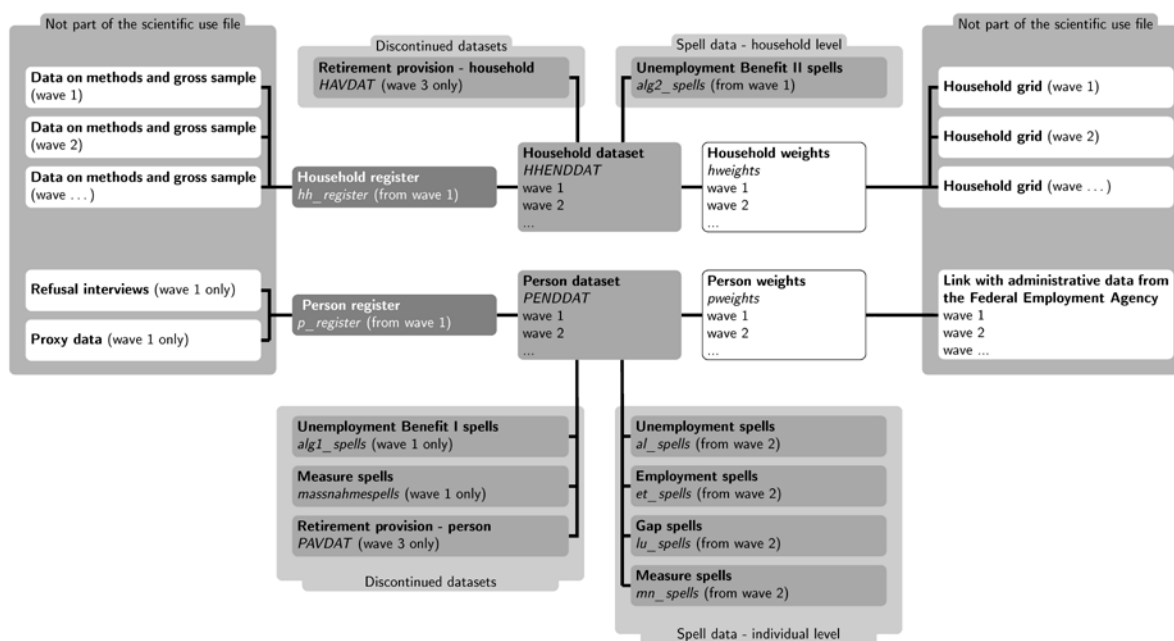 Not part of the scientific use file
Data on methods and gross sample
(wave 1)
Data on methods and gross sample
(wave 2)
Data on methods and gross sample
(wave ...)
Refusal interviews (wave 1 only)
Proxy data (wave 1 only)
Discontinued datasets
Retirement provision - household
HAVDAT (wave 3 only)
Spell data - household level
Unemployment Benefit II spells
alg2_spells (from wave 1)
Household register
hh_register (from wave 1)
Household dataset
HHENDDAT
wave 1
wave 2
...
Household weights
hweights
wave 1
wave 2
...
Person register
p_register (from wave 1)
Person dataset
PENDDAT
wave 1
wave 2
...
Person weights
pweights
wave 1
wave 2
...
Not part of the scientific use file
Household grid (wave 1)
Household grid (wave 2)
Household grid (wave ...)
Link with administrative data from
the Federal Employment Agency
wave 1
wave 2
wave ...
Unemployment Benefit I spells
alg1_spells (wave 1 only)
Measure spells
massnahmespells (wave 1 only)
Retirement provision - person
PAVDAT (wave 3 only)
Discontinued datasets
Unemployment spells
al_spells (from wave 2)
Employment spells
et_spells (from wave 2)
Gap spells
lu_spells (from wave 2)
Measure spells
mn_spells (from wave 2)
Spell data - individual level